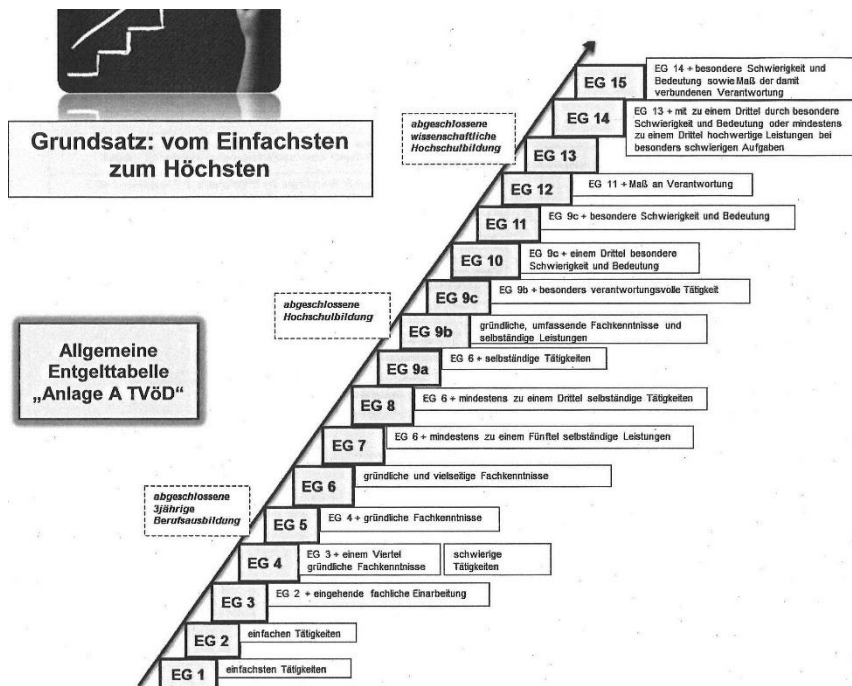 Grundsatz: vom Einfachsten
zum Höchsten
Allgemeine
Entgelttabelle
„Anlage A TVöD“
abgeschlossene
wissenschaftliche
Hochschulbildung
abgeschlossene
Hochschulbildung
abgeschlossene
3jährige
Berufsausbildung
EG 15
EG 14 + besondere Schwierigkeit und
Bedeutung sowie Maß der damit
verbundenen Verantwortung
EG 14
EG 13 + mit zu einem Drittel durch besondere
Schwierigkeit und Bedeutung oder mindestens
zu einem Drittel hochwertige Leistungen bei
besonders schwierigen Aufgaben
EG 13
EG 12
EG 11 + Maß an Verantwortung
EG 11
EG 9c + besondere Schwierigkeit und Bedeutung
EG 10
EG 9c + einem Drittel besondere
Schwierigkeit und Bedeutung
EG 9c
EG 9b + besonders verantwortungsvolle Tätigkeit
EG 9b
gründliche, umfassende Fachkenntnisse und
selbständige Leistungen
EG 9a
EG 6 + selbständige Tätigkeiten
EG 8
EG 6 + mindestens zu einem Drittel selbständige Tätigkeiten
EG 7
EG 6 + mindestens zu einem Fünftel selbständige Leistungen
EG 6
gründliche und vielseitige Fachkenntnisse
EG 5
EG 4 + gründliche Fachkenntnisse
EG 4
EG 3 + einem Viertel
gründliche Fachkenntnisse
schwierige
Tätigkeiten
EG 3
EG 2 + eingehende fachliche Einarbeitung
EG 2
einfachen Tätigkeiten
EG 1
einfachsten Tätigkeiten